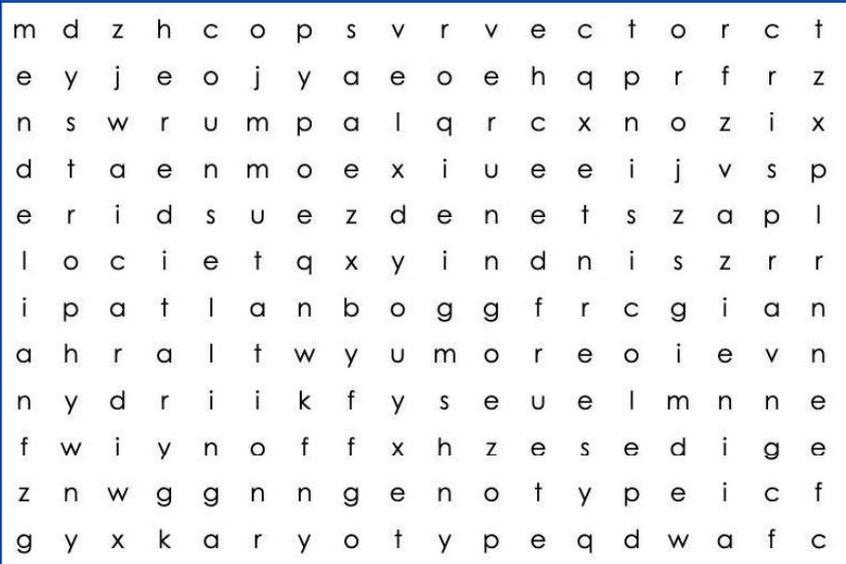 m d z h c o p s v r v e c t o r c t
e y j e o j y a e o e h q p r f r z
n s w r u m p a l q r c x n o z i x
d t a e n m o e x i u e e i j v s p
e r i d s u e z d e n e t s z a p l
l o c i e t q x y i n d n i s z r r
i p a t l a n b o g g f r c g i a n
a h r a l t w y u m o r e o i e v n
n y d r i i k f y s e u e l m n n e
f w i y n o f f x h z e s e d i g e
z n w g g n n g e n o t y p e i c f
g y x k a r y o t y p e q d w a f c